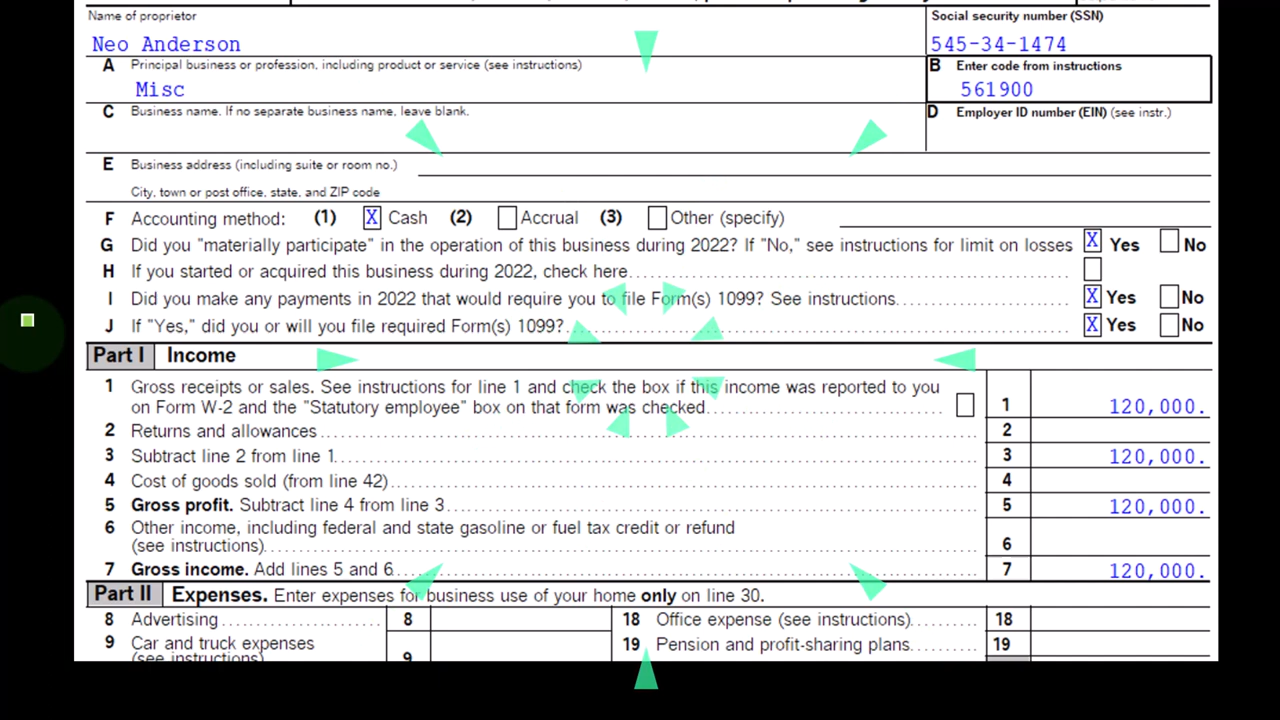 Name of proprietor Social security number (SSN)
Neo Anderson 545-34-1474
A Principal business or profession, including product or service (see instructions) B Enter code from instructions
Misc 561900
C Business name. If no separate business name, leave blank. D Employer ID number (EIN) (see instr.)
E Business address (including suite or room no.)
City, town or post office, state, and ZIP code
F Accounting method: (1) X Cash (2) Accrual (3) Other (specify)
G Did you "materially participate" in the operation of this business during 2022? If "No," see instructions for limit on losses X Yes No
H If you started or acquired this business during 2022, check here
I Did you make any payments in 2022 that would require you to file Form(s) 1099? See instructions. X Yes No
J If "Yes," did you or will you file required Form(s) 1099? X Yes No
Part I Income
1 Gross receipts or sales. See instructions for line 1 and check the box if this income was reported to you
on Form W-2 and the "Statutory employee" box on that form was checked. 1 120,000.
2 Returns and allowances 2
3 Subtract line 2 from line 1. 3 120,000.
4 Cost of goods sold (from line 42) 4
5 Gross profit. Subtract line 4 from line 3 5 120,000.
6 Other income, including federal and state gasoline or fuel tax credit or refund
(see instructions). 6
7 Gross income. Add lines 5 and 6 7 120,000.
Part II Expenses. Enter expenses for business use of your home only on line 30.
8 Advertising 8 18 Office expense (see instructions) 18
9 Car and truck expenses 19 Pension and profit-sharing plans 19
(see instructions) 9